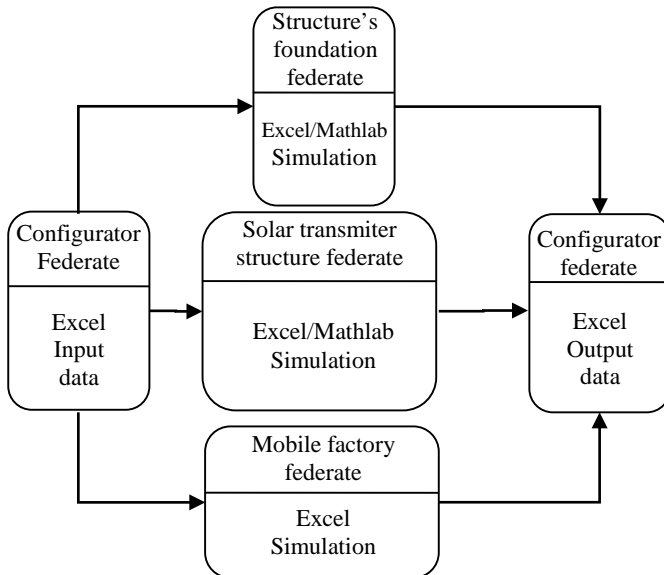 Structure's
foundation
federate
Excel/Mathlab
Simulation
Configurator
Federate
Excel
Input
data
Solar transmiter
structure federate
Excel/Mathlab
Simulation
Configurator
federate
Excel
Output
data
Mobile factory
federate
Excel
Simulation